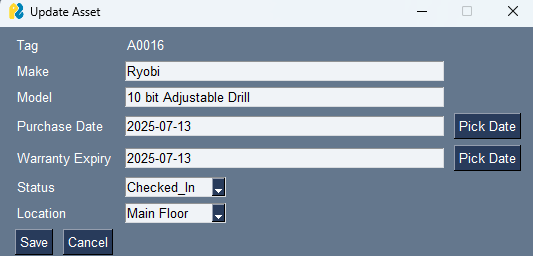 Update Asset
Tag A0016
Make Ryobi
Model 10 bit Adjustable Drill
Purchase Date 2025-07-13 Pick Date
Warranty Expiry 2025-07-13 Pick Date
Status Checked_In
Location Main Floor
Save Cancel